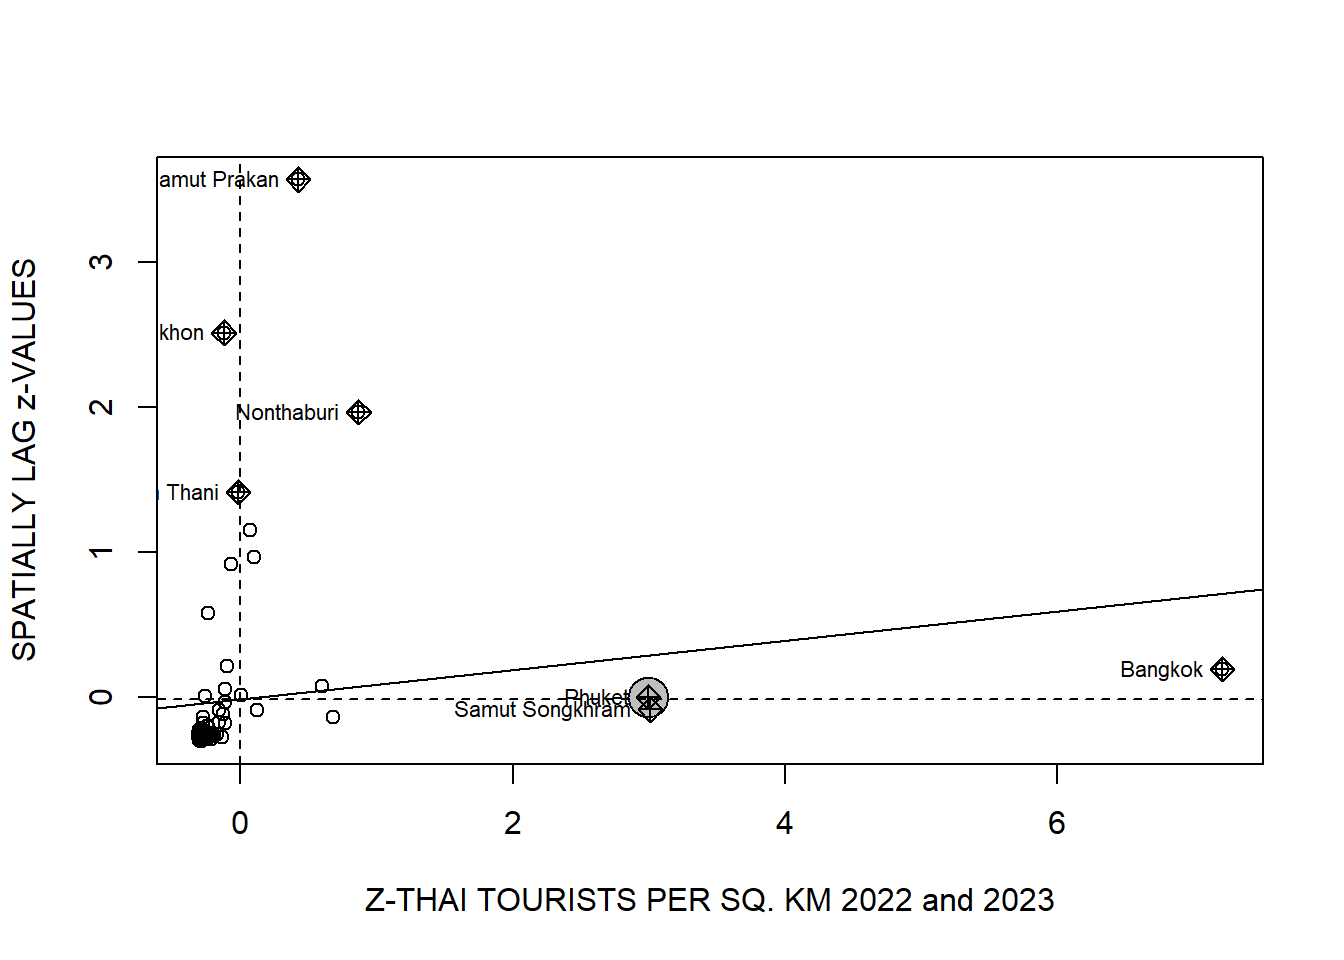 amut Prakan
3
khon
2
Nonthaburi
Thani
1
Bangkok
0
Phuket
Samut Songkhram
SPATIALLY LAG z-VALUES
0 2 4 6
Z-THAI TOURISTS PER SQ. KM 2022 and 2023